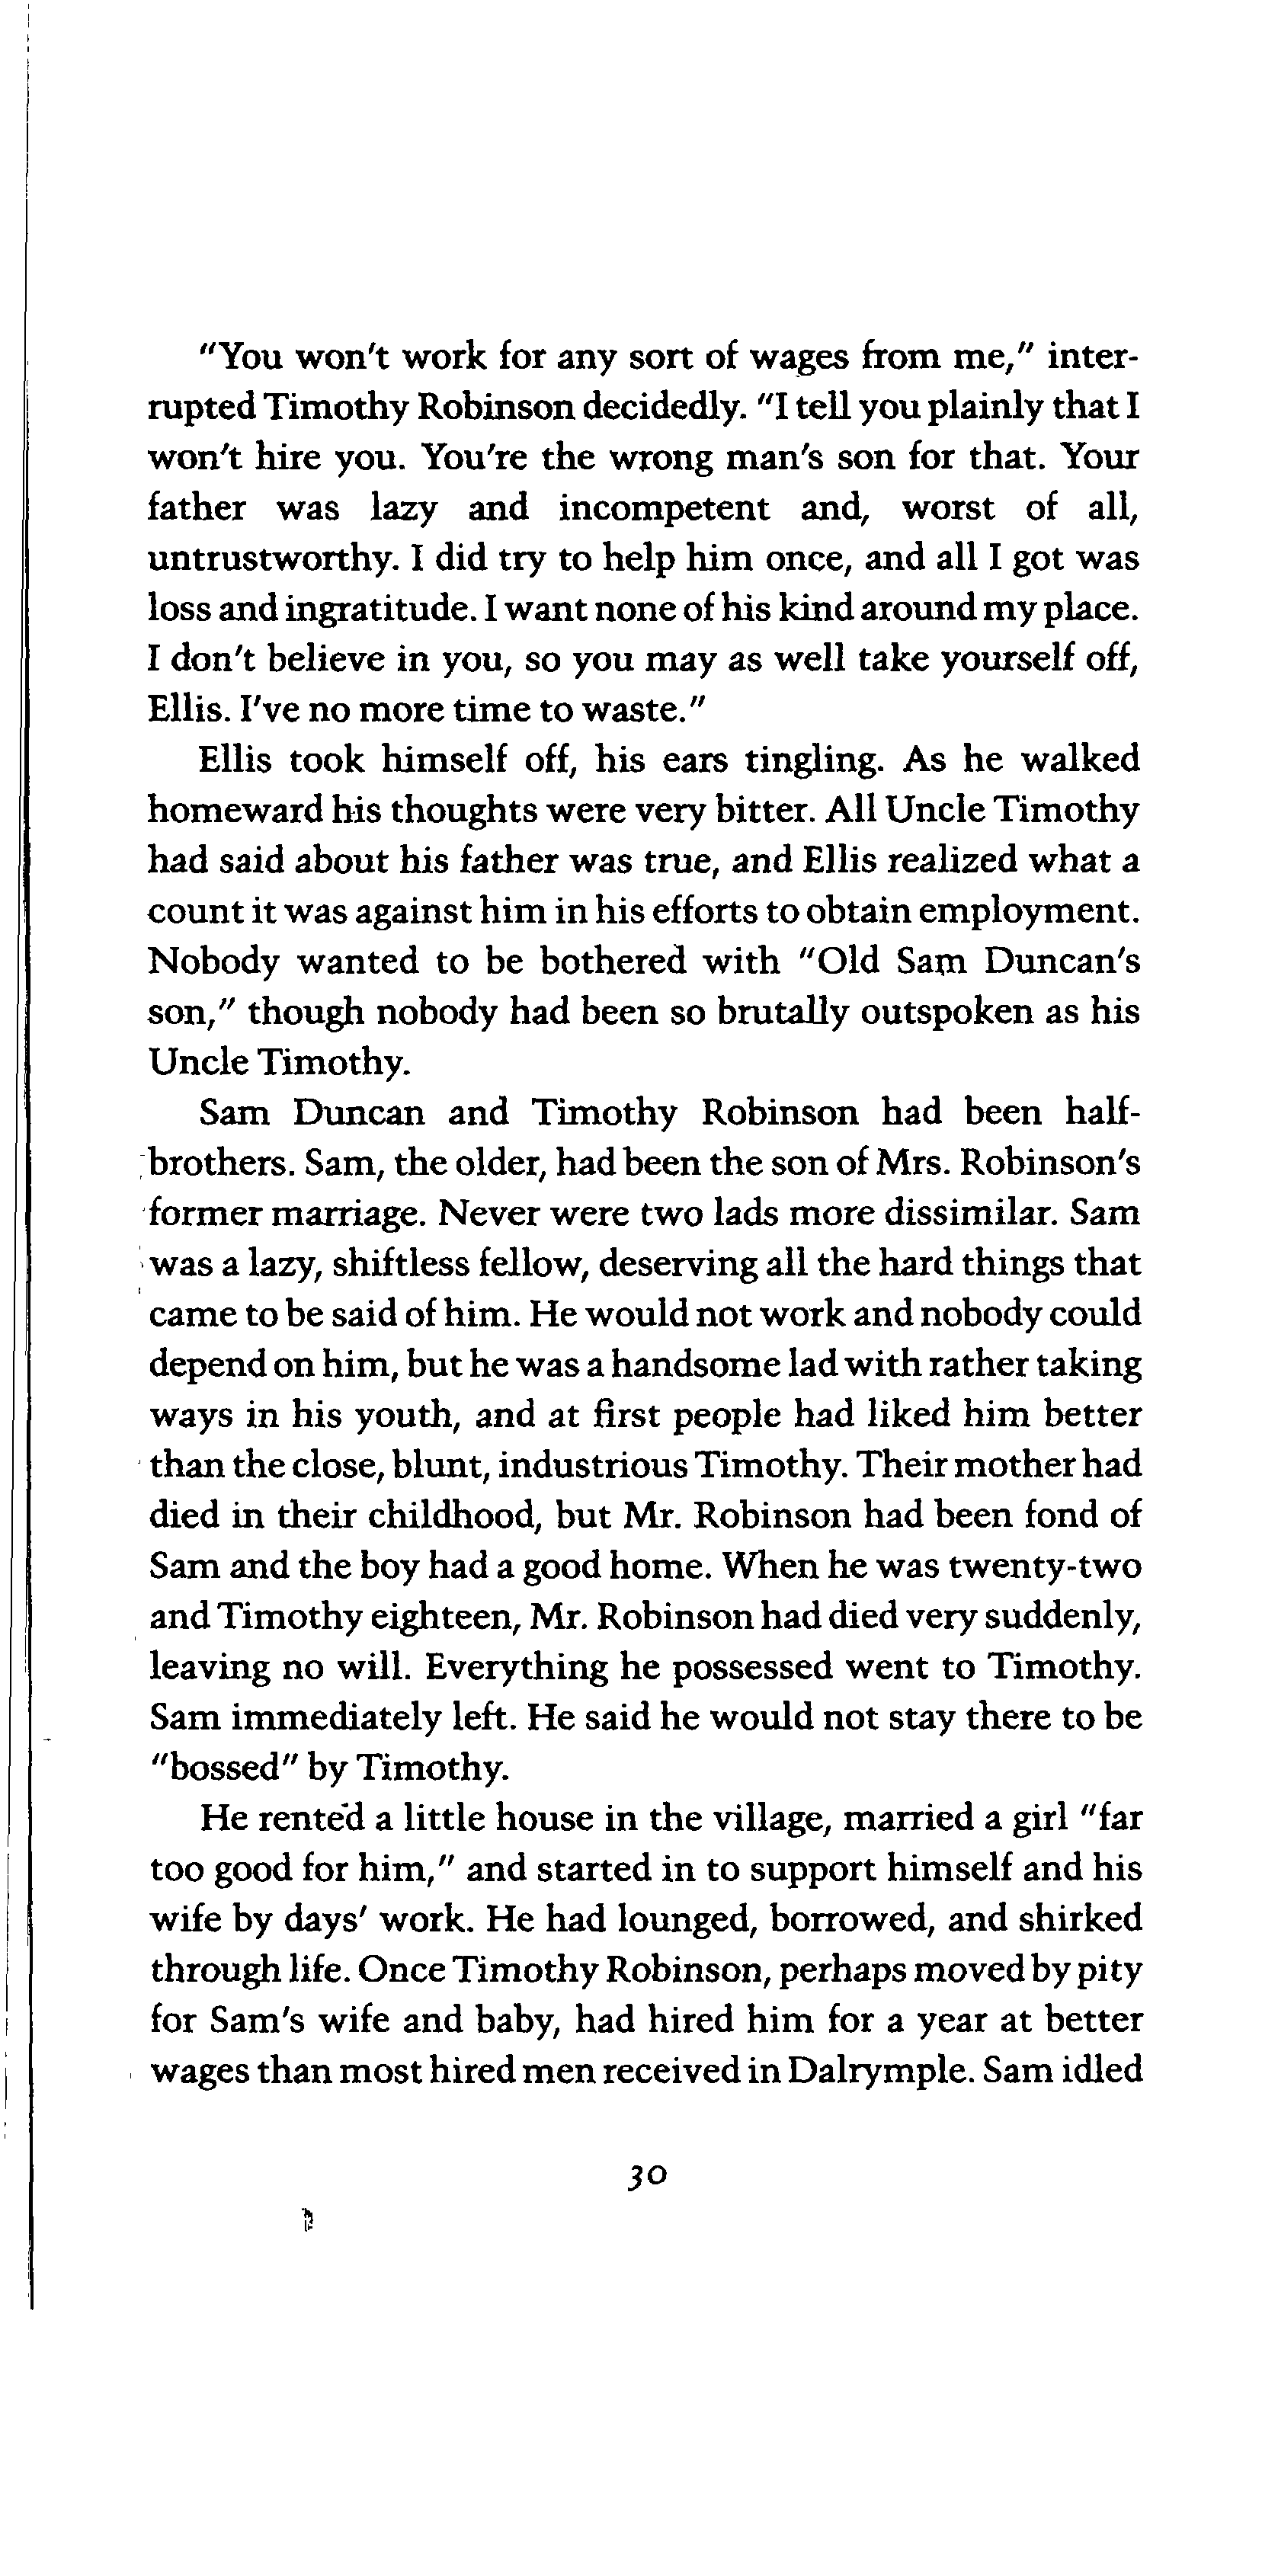 "You won't work for any sort of wages from me," inter-
rupted Timothy Robinson decidedly. "I tell you plainly that I
won't hire you. You're the wrong man's son for that. Your
father was lazy and incompetent and, worst of all,
untrustworthy. I did try to help him once, and all I got was
loss and ingratitude. I want none of his kind around my place.
I don't believe in you, so you may as well take yourself off,
Ellis. I've no more time to waste."
Ellis took himself off, his ears tingling. As he walked
homeward his thoughts were very bitter. All Uncle Timothy
had said about his father was true, and Ellis realized what a
count it was against him in his efforts to obtain employment.
Nobody wanted to be bothered with "Old Sam Duncan's
son," though nobody had been so brutally outspoken as his
Uncle Timothy.
Sam Duncan and Timothy Robinson had been half-
brothers. Sam, the older, had been the son of Mrs. Robinson's
former marriage. Never were two lads more dissimilar. Sam
was a lazy, shiftless fellow, deserving all the hard things that
came to be said of him. He would not work and nobody could
depend on him, but he was a handsome lad with rather taking
ways in his youth, and at first people had liked him better
than the close, blunt, industrious Timothy. Their mother had
died in their childhood, but Mr. Robinson had been fond of
Sam and the boy had a good home. When he was twenty-two
and Timothy eighteen, Mr. Robinson had died very suddenly,
leaving no will. Everything he possessed went to Timothy.
Sam immediately left. He said he would not stay there to be
"bossed" by Timothy.
He rented a little house in the village, married a girl "far
too good for him," and started in to support himself and his
wife by days' work. He had lounged, borrowed, and shirked
through life. Once Timothy Robinson, perhaps moved by pity
for Sam's wife and baby, had hired him for a year at better
wages than most hired men received in Dalrymple. Sam idled
30